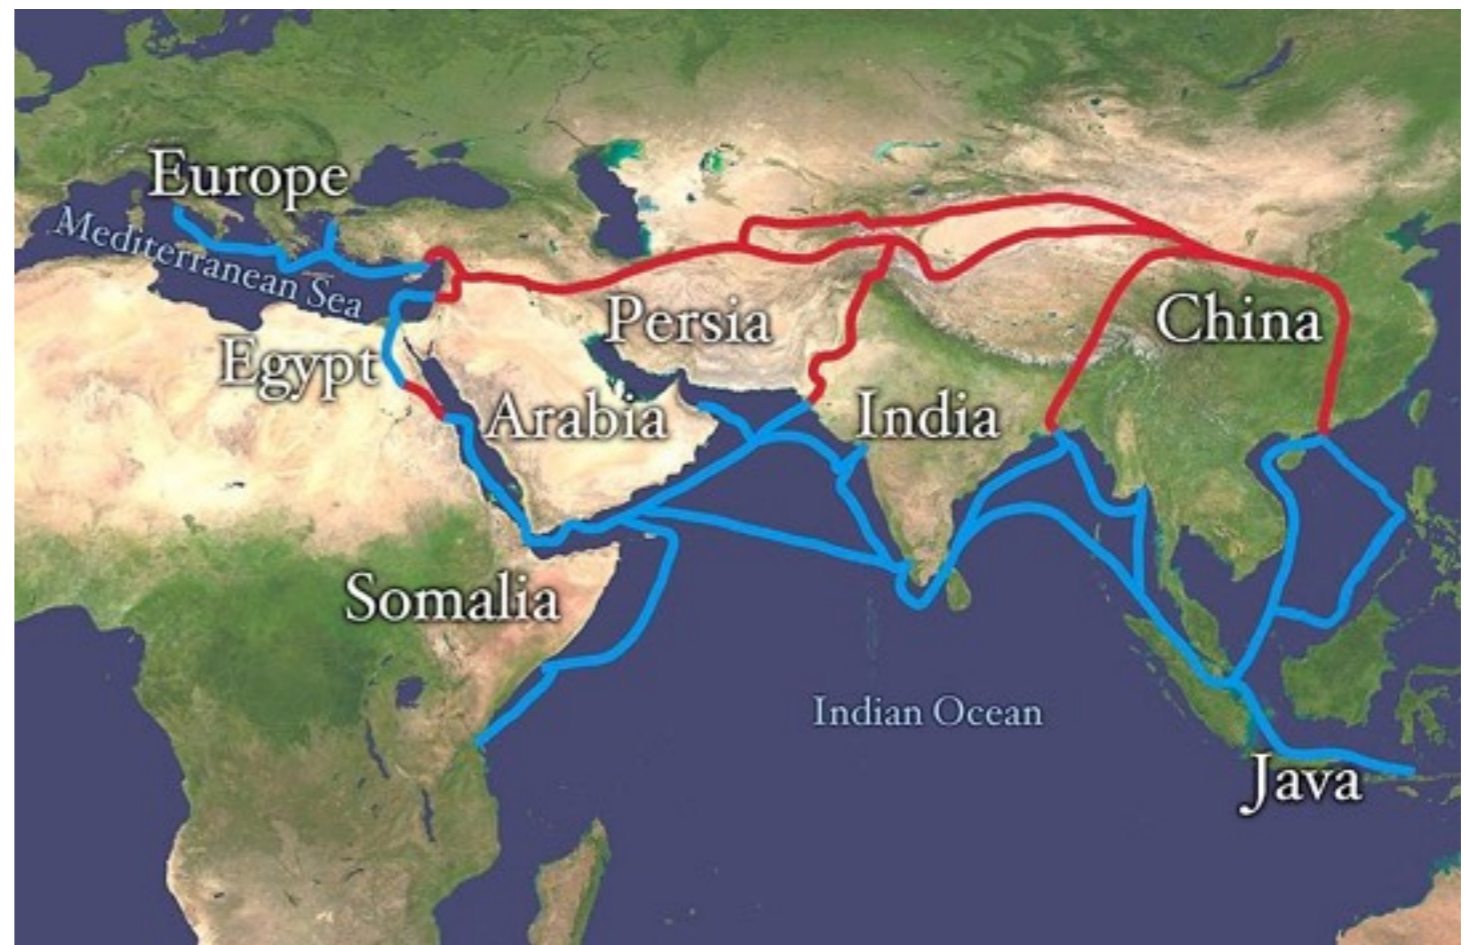 Europe
Mediterranean Sea
Persia
China
Egypt
Arabia
India
Somalia
Indian Ocean
Java